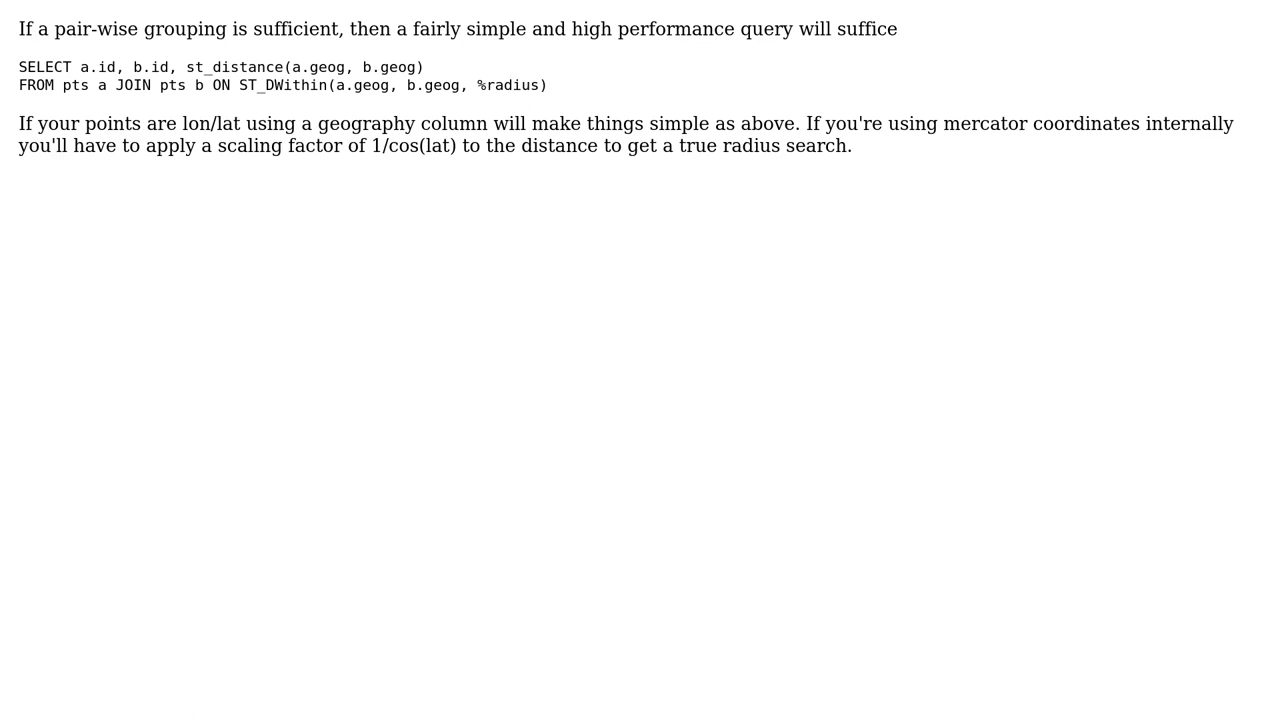 If a pair-wise grouping is sufficient, then a fairly simple and high performance query will suffice
SELECT a.id, b.id, st_distance(a.geog, b.geog)
FROM pts a JOIN pts b ON ST_DWithin(a.geog, b.geog, %radius)
If your points are lon/lat using a geography column will make things simple as above. If you're using mercator coordinates internally
you'll have to apply a scaling factor of 1/cos(lat) to the distance to get a true radius search.